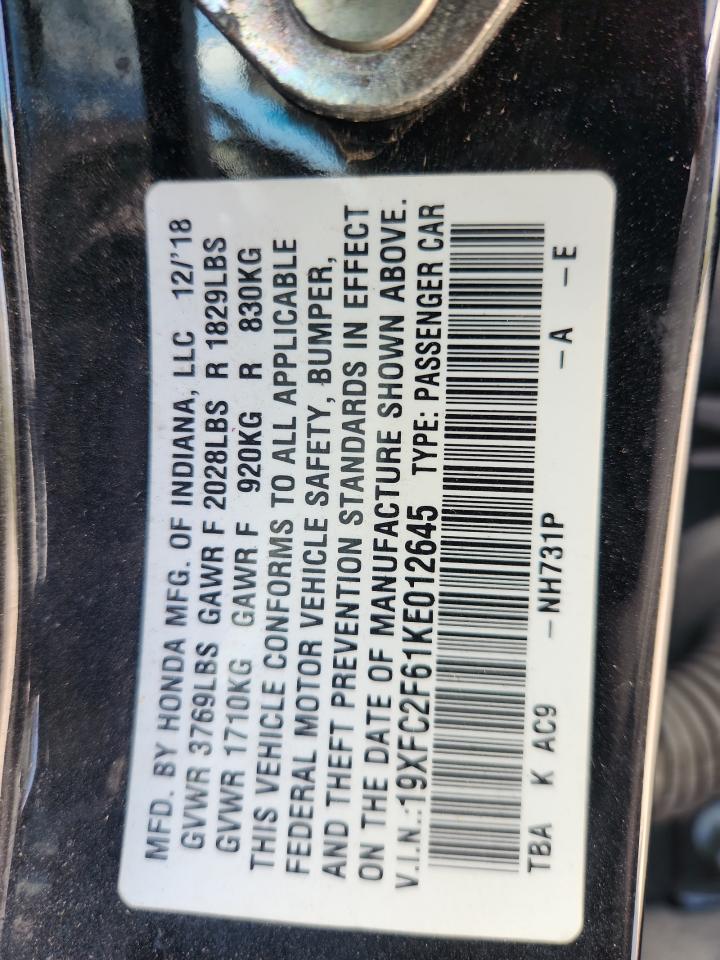 MFD. BY HONDA MFG. OF INDIANA, LLC 12/'18
GVWR 3769LBS GAWR F 2028LBS R 1829LBS
GVWR 1710KG GAWR F 920KG R 830KG
THIS VEHICLE CONFORMS TO ALL APPLICABLE
FEDERAL MOTOR VEHICLE SAFETY, BUMPER,
AND THEFT PREVENTION STANDARDS IN EFFECT
ON THE DATE OF MANUFACTURE SHOWN ABOVE.
V.I.N.:19XFC2F61KE012645 TYPE: PASSENGER CAR
TBA K AC9 -NH731P -A -E